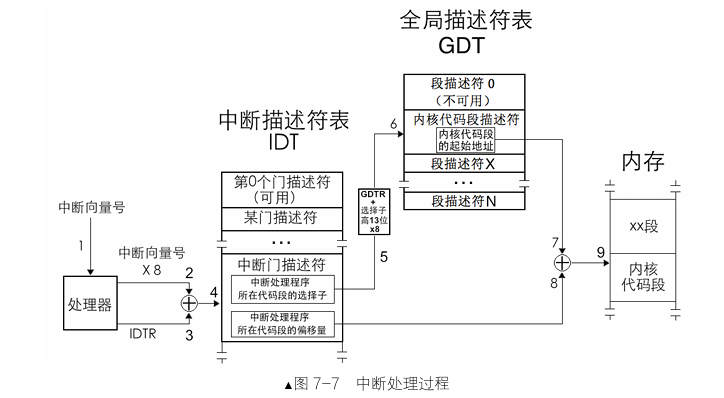 全局描述符表
GDT
段描述符 0
（不可用）
内核代码段描述符
内核代码段
的起始地址
段描述符X
...
段描述符N
中断描述符表
IDT
第0个门描述符
（可用）
某门描述符
...
中断门描述符
中断处理程序
所在代码段的选择子
中断处理程序
所在代码段的偏移量
GDTR
+
选择子
高13位
x8
内存
xx段
内核
代码段
中断向量号
1
中断向量号
X 8
2
处理器
IDTR
3
4
5
6
7
8
9
▲图 7-7 中断处理过程